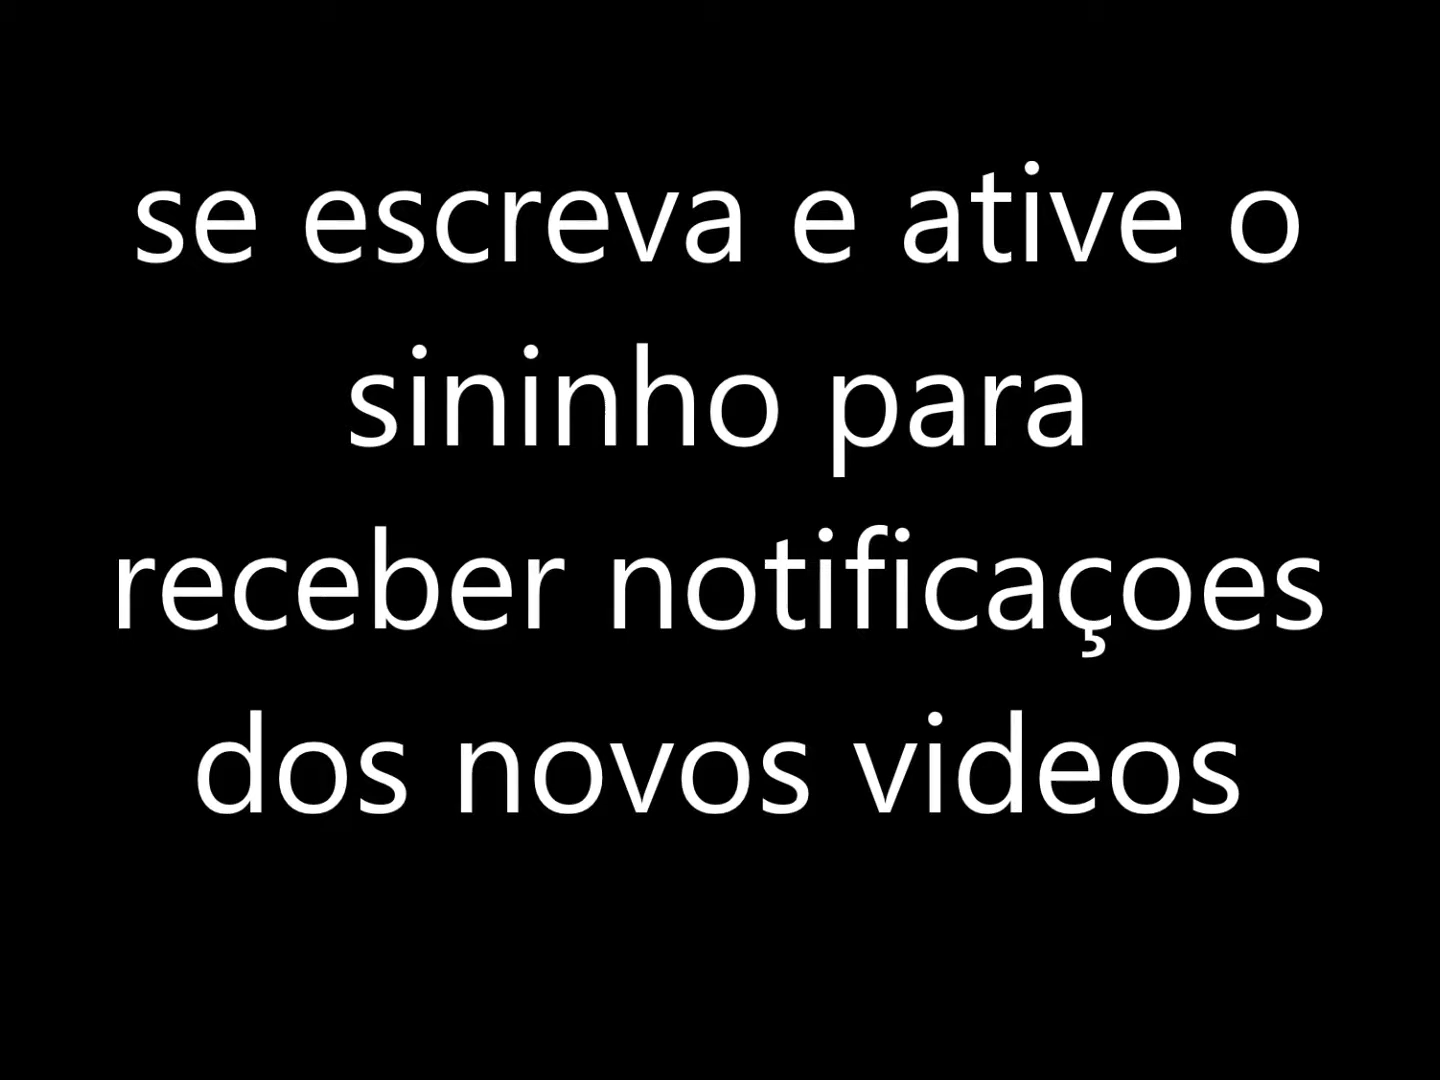 se escreva e ative o
sininho para
receber notificaçoes
dos novos videos